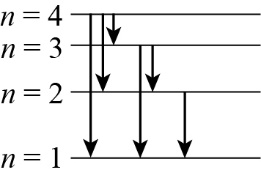 n = 4
n = 3
n = 2
n = 1